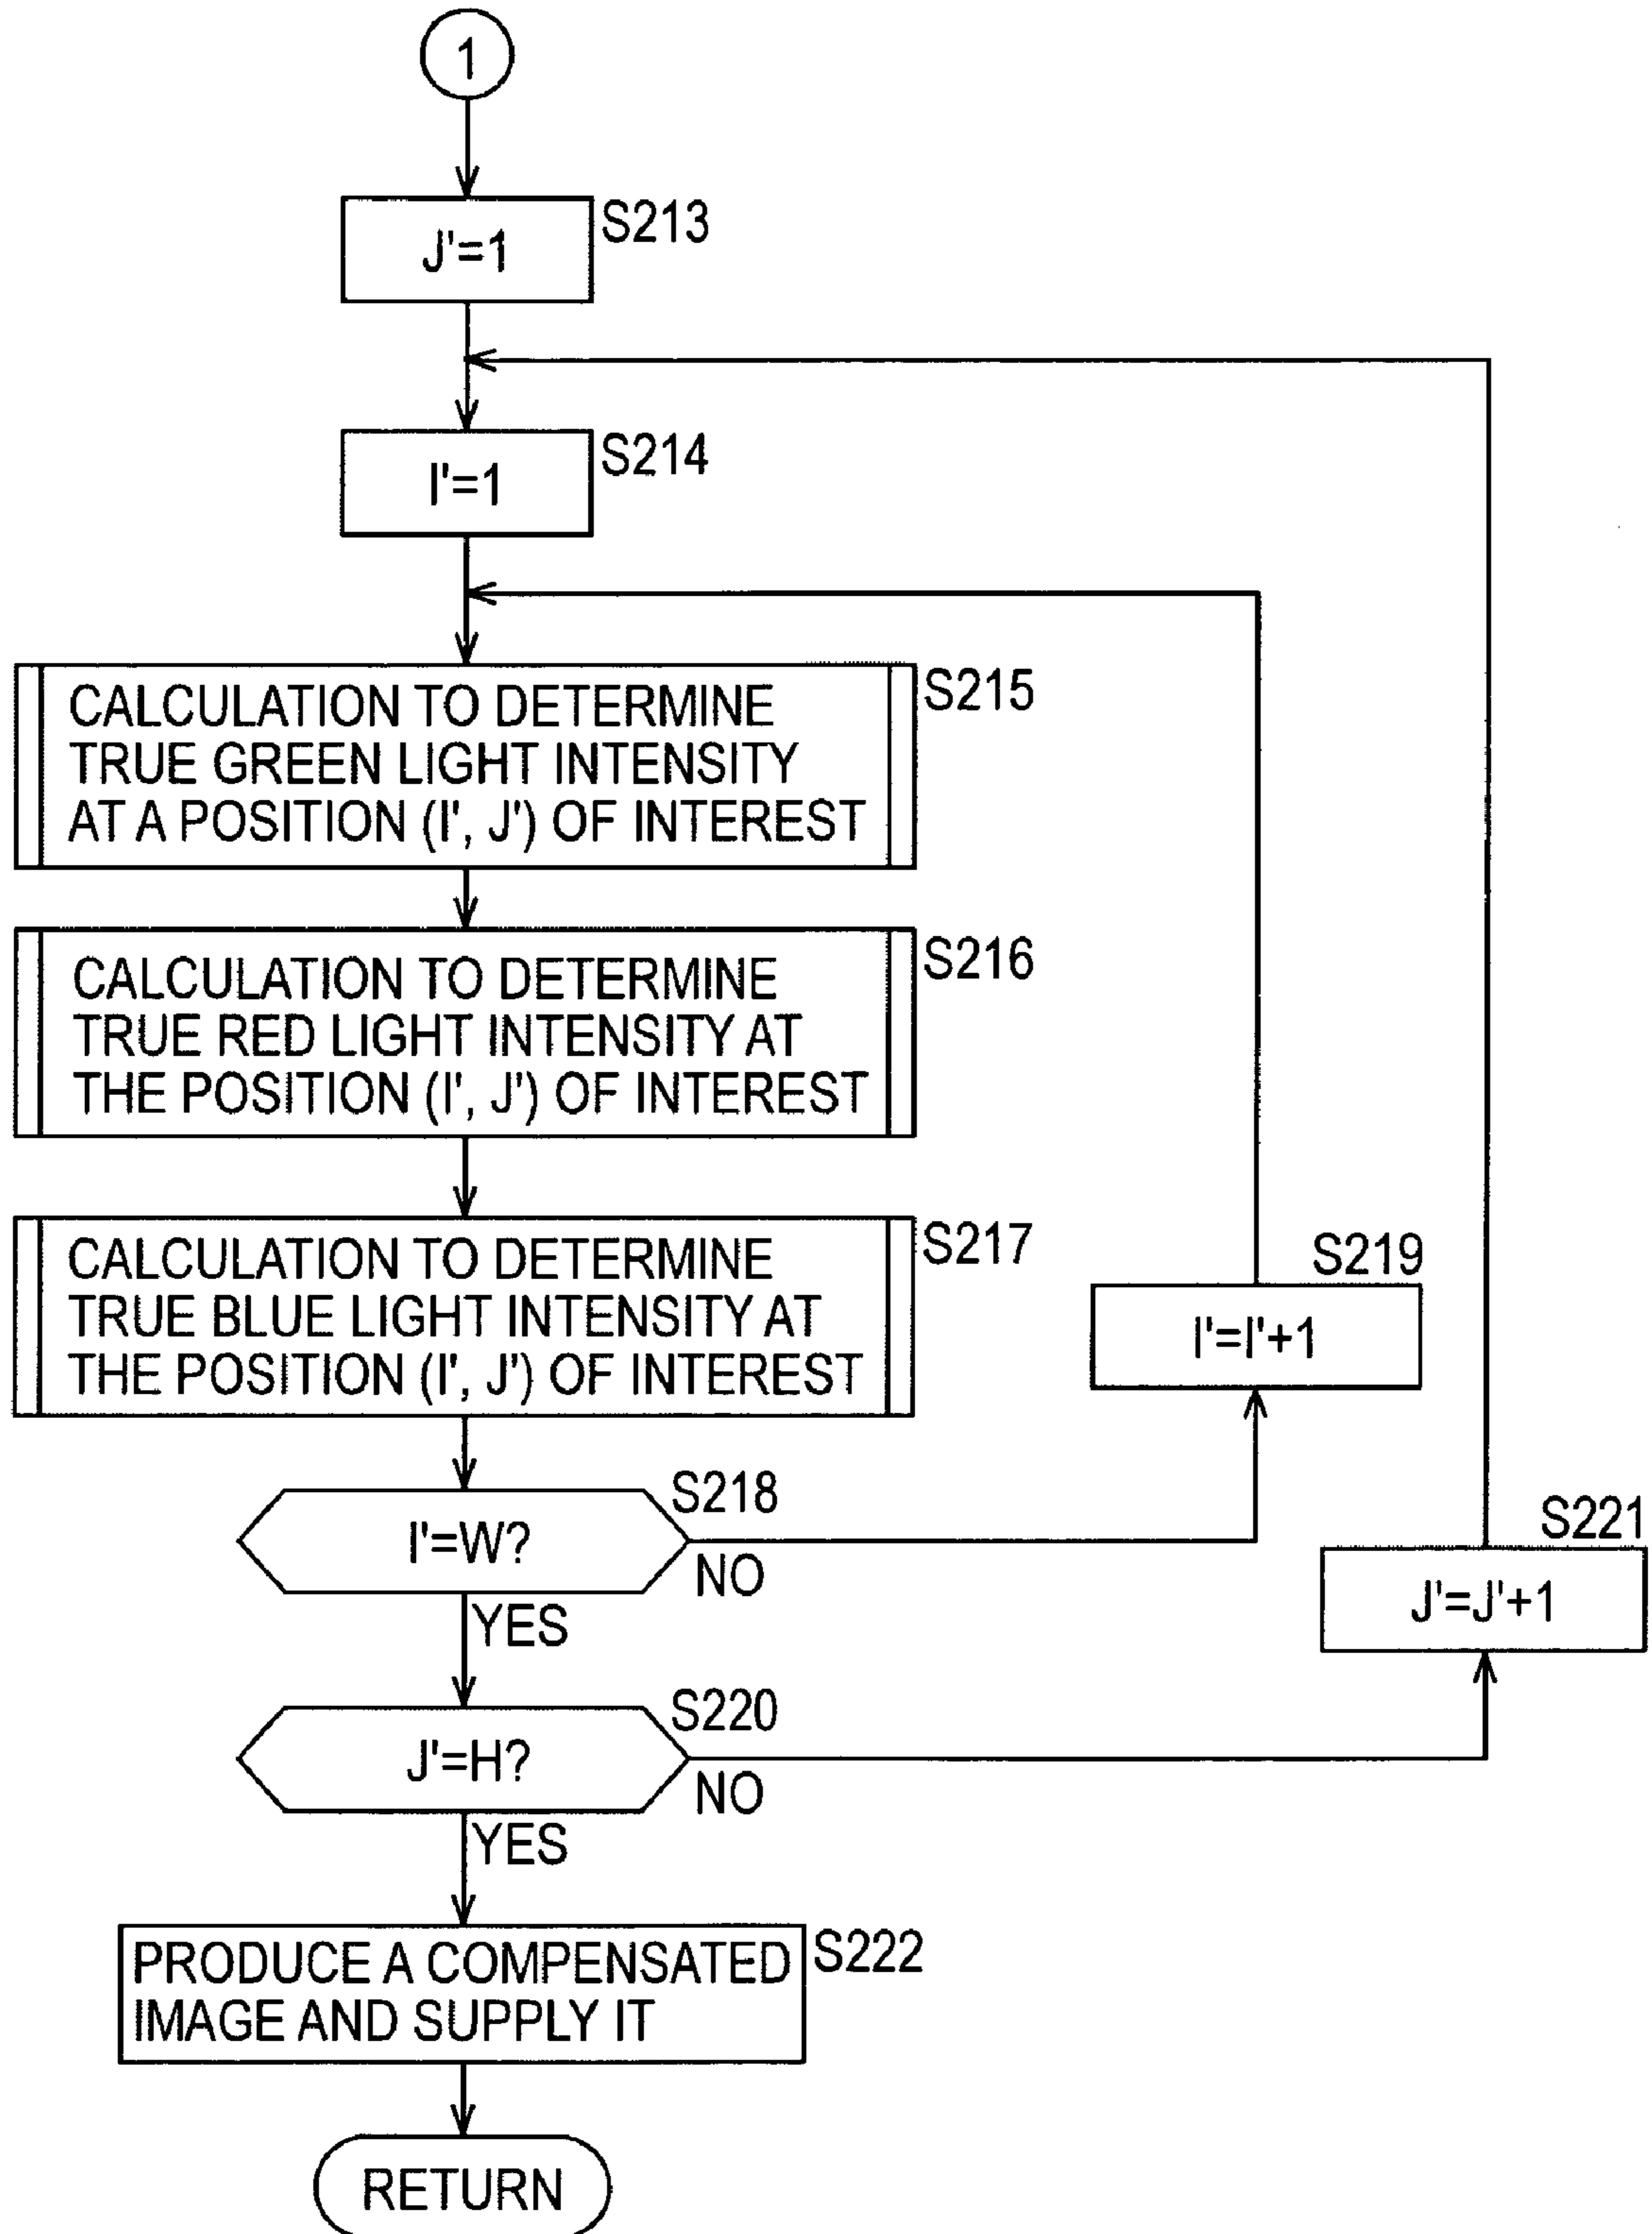 1
J'=1
S213
I'=1
S214
CALCULATION TO DETERMINE
TRUE GREEN LIGHT INTENSITY
AT A POSITION (I', J') OF INTEREST
S215
CALCULATION TO DETERMINE
TRUE RED LIGHT INTENSITY AT
THE POSITION (I', J') OF INTEREST
S216
CALCULATION TO DETERMINE
TRUE BLUE LIGHT INTENSITY AT
THE POSITION (I', J') OF INTEREST
S217
S219
I'=I'+1
I'=W?
S218
NO
YES
S221
J'=J'+1
J'=H?
S220
NO
YES
PRODUCE A COMPENSATED
IMAGE AND SUPPLY IT
S222
RETURN